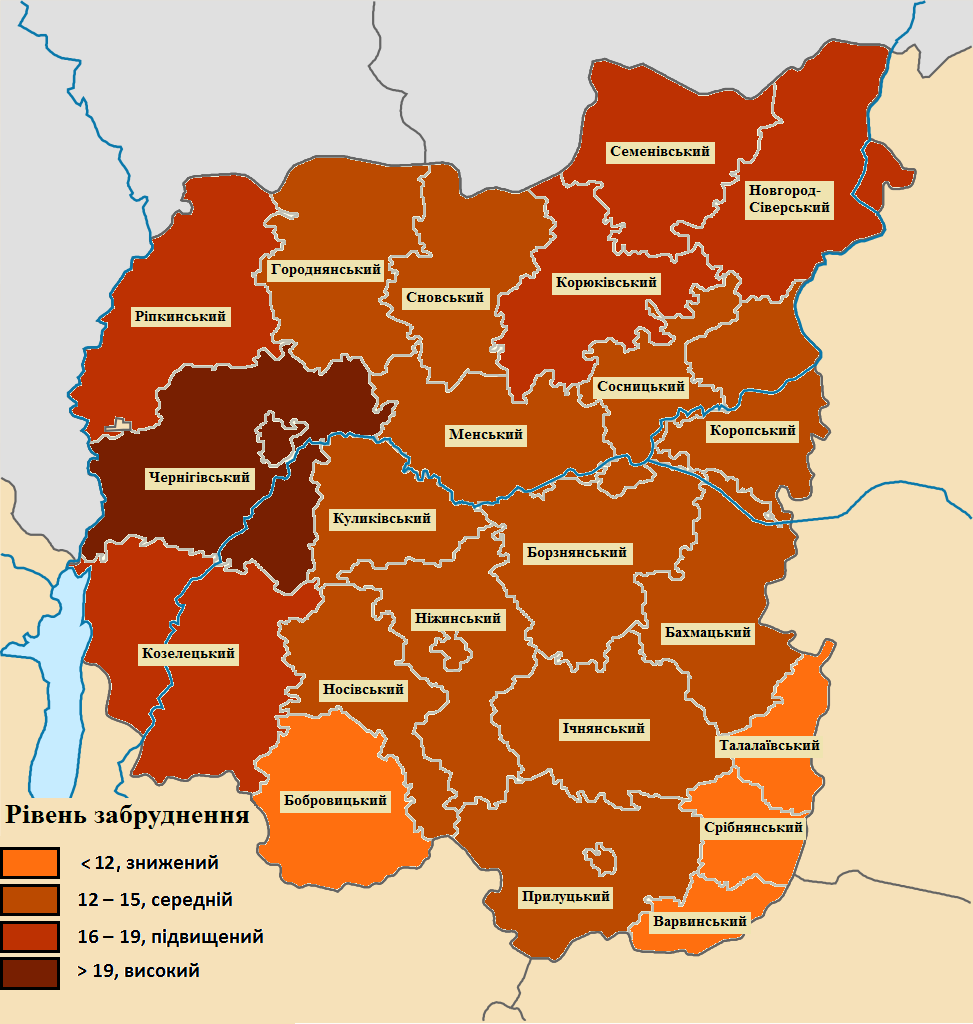 Семенівський
Новгород-
Сіверський
Городнянський
Сновський
Корюківський
Ріпкинський
Сосницький
Менський
Коропський
Чернігівський
Куликівський
Борзнянський
Ніжинський
Бахмацький
Козелецький
Носівський
Ічнянський
Талалаївський
Бобровицький
Срібнянський
Прилуцький
Варвинський
Рівень забруднення
< 12, знижений
12 – 15, середній
16 – 19, підвищений
> 19, високий